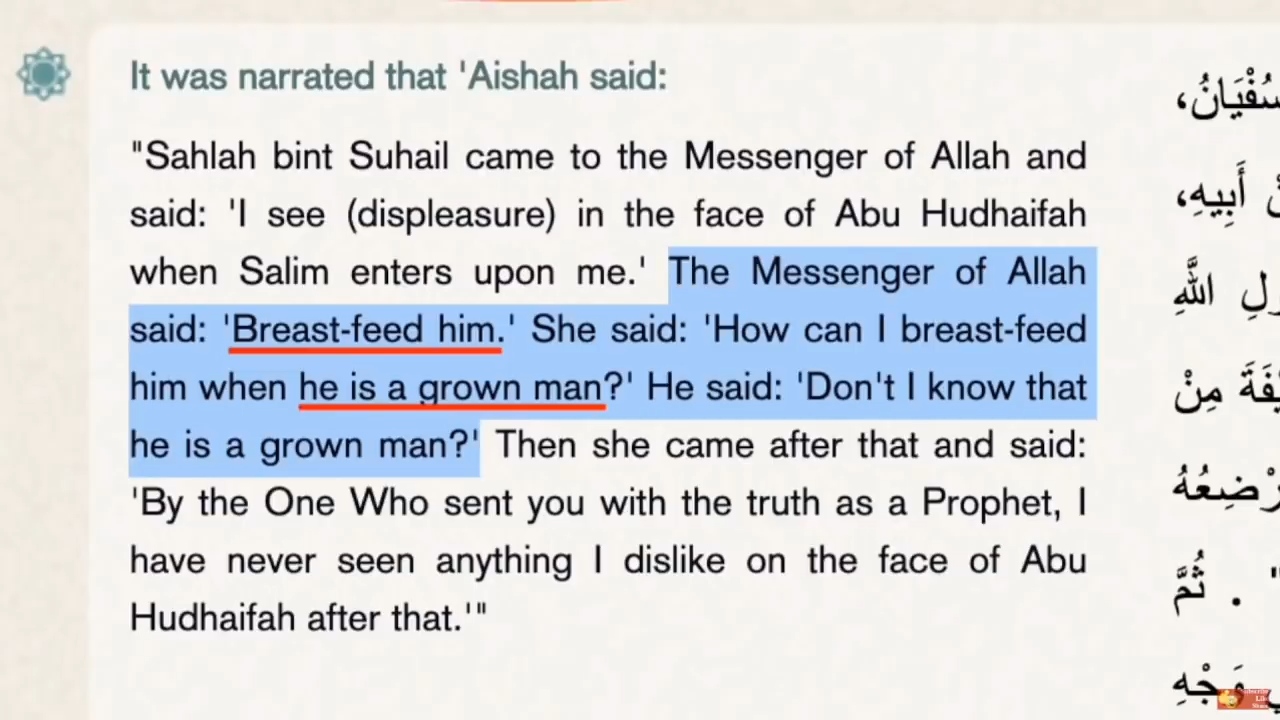 It was narrated that 'Aishah said:
"Sahlah bint Suhail came to the Messenger of Allah and
said: 'I see (displeasure) in the face of Abu Hudhaifah
when Salim enters upon me.' The Messenger of Allah
said: 'Breast-feed him.' She said: 'How can I breast-feed
him when he is a grown man?' He said: 'Don't I know that
he is a grown man?' Then she came after that and said:
'By the One Who sent you with the truth as a Prophet, I
have never seen anything I dislike on the face of Abu
Hudhaifah after that.'"
سُفْيَانُ،
أَبِيهِ،
اللَّهِ
مِنْ
" . ثُمَّ
وَجْهِ